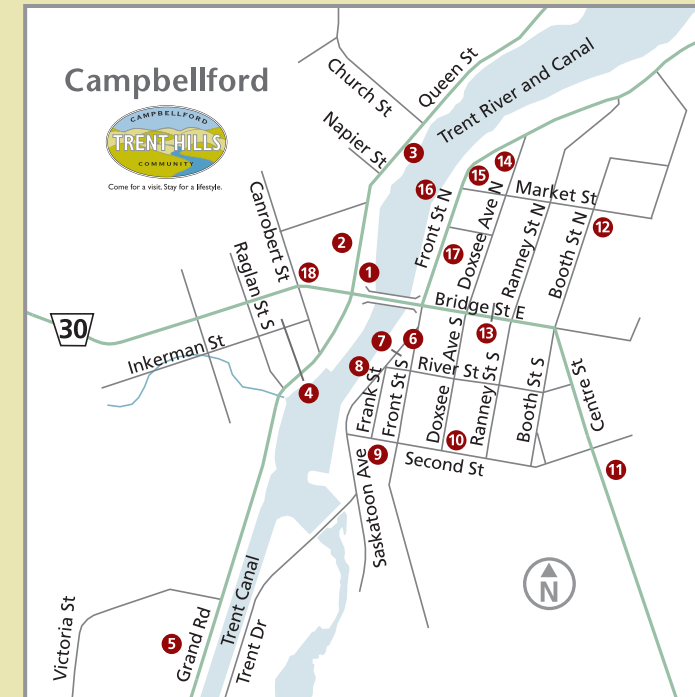 Campbellford
CAMPBELLFORD
TRENT HILLS
COMMUNITY
Come for a visit. Stay for a lifestyle.
Church St
Queen St
Trent River and Canal
Napier St
3
14
15
16
Market St
Canrobert St
Front St N
Doxsee Ave N
Ranney St N
Booth St N
12
2
17
Raglan St S
18
1
30
Bridge St E
Inkerman St
7
6
13
8
River St
4
Frank St
Front St S
Doxsee Ave S
Ranney St S
Booth St S
Centre St
10
9
Second St
11
Saskatoon Ave
N
Trent Canal
Victoria St
5
Grand Rd
Trent Dr